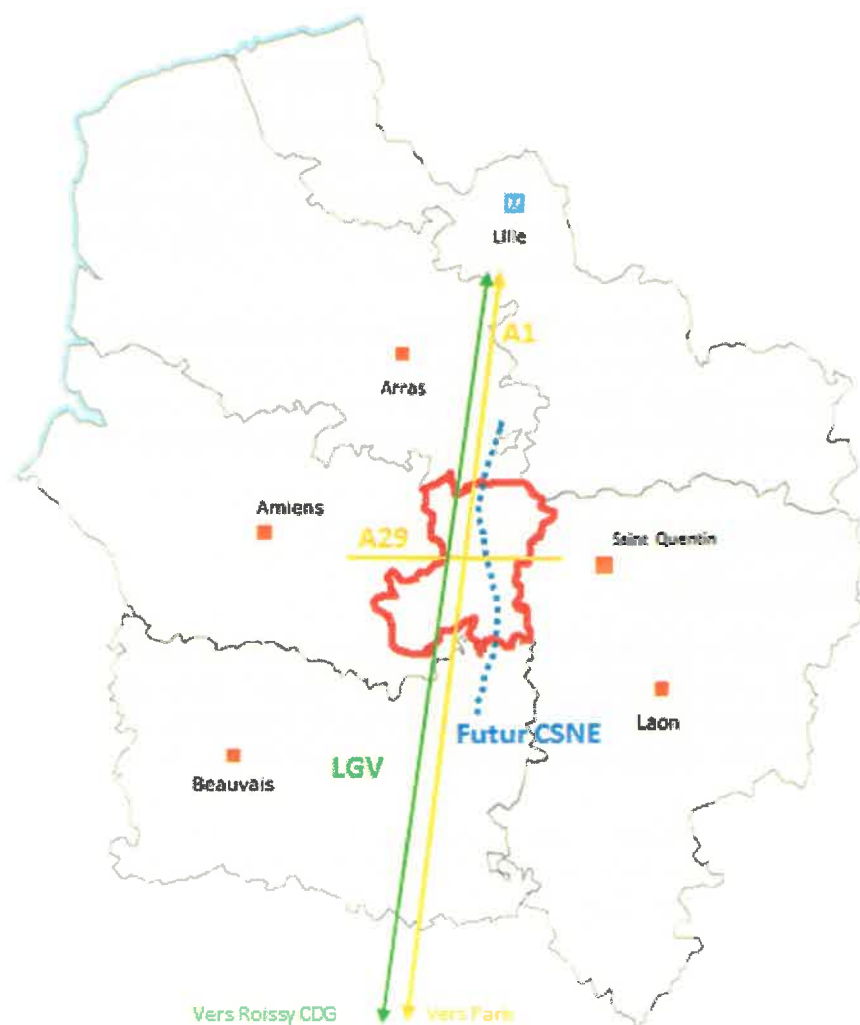 Lille
A1
Arras
Amiens
A29
Saint Quentin
Laon
Futur CSNE
LGV
Beauvais
Vers Roissy CDG
Vers Paris